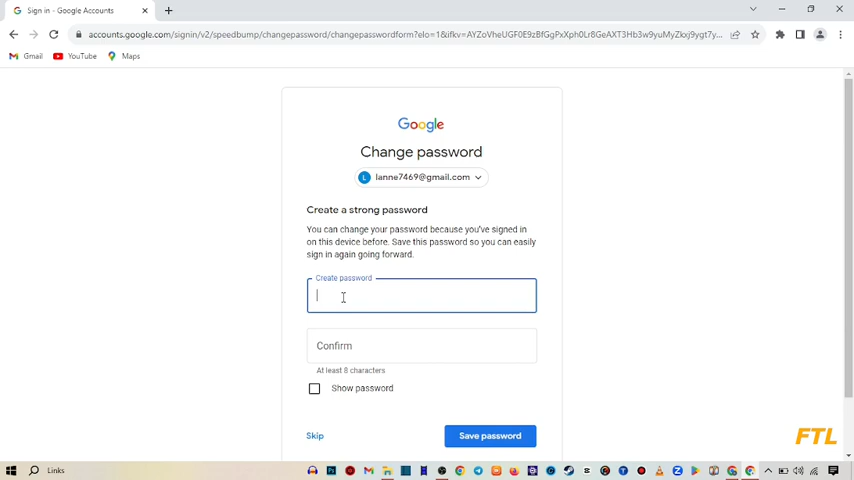 Sign in - Google Accounts
accounts.google.com/signin/v2/speedbump/changepassword/changepasswordform?elo=1&ifkv=AYZoVheUGF0E9zBfGgPxXph0Lr8GeAXT3Hb3w9yuMyZkxj9ygt7y...
Gmail YouTube Maps
Google
Change password
L lanne7469@gmail.com
Create a strong password
You can change your password because you've signed in
on this device before. Save this password so you can easily
sign in again going forward.
Create password
Confirm
At least 8 characters
Show password
Skip Save password
FTL
Links